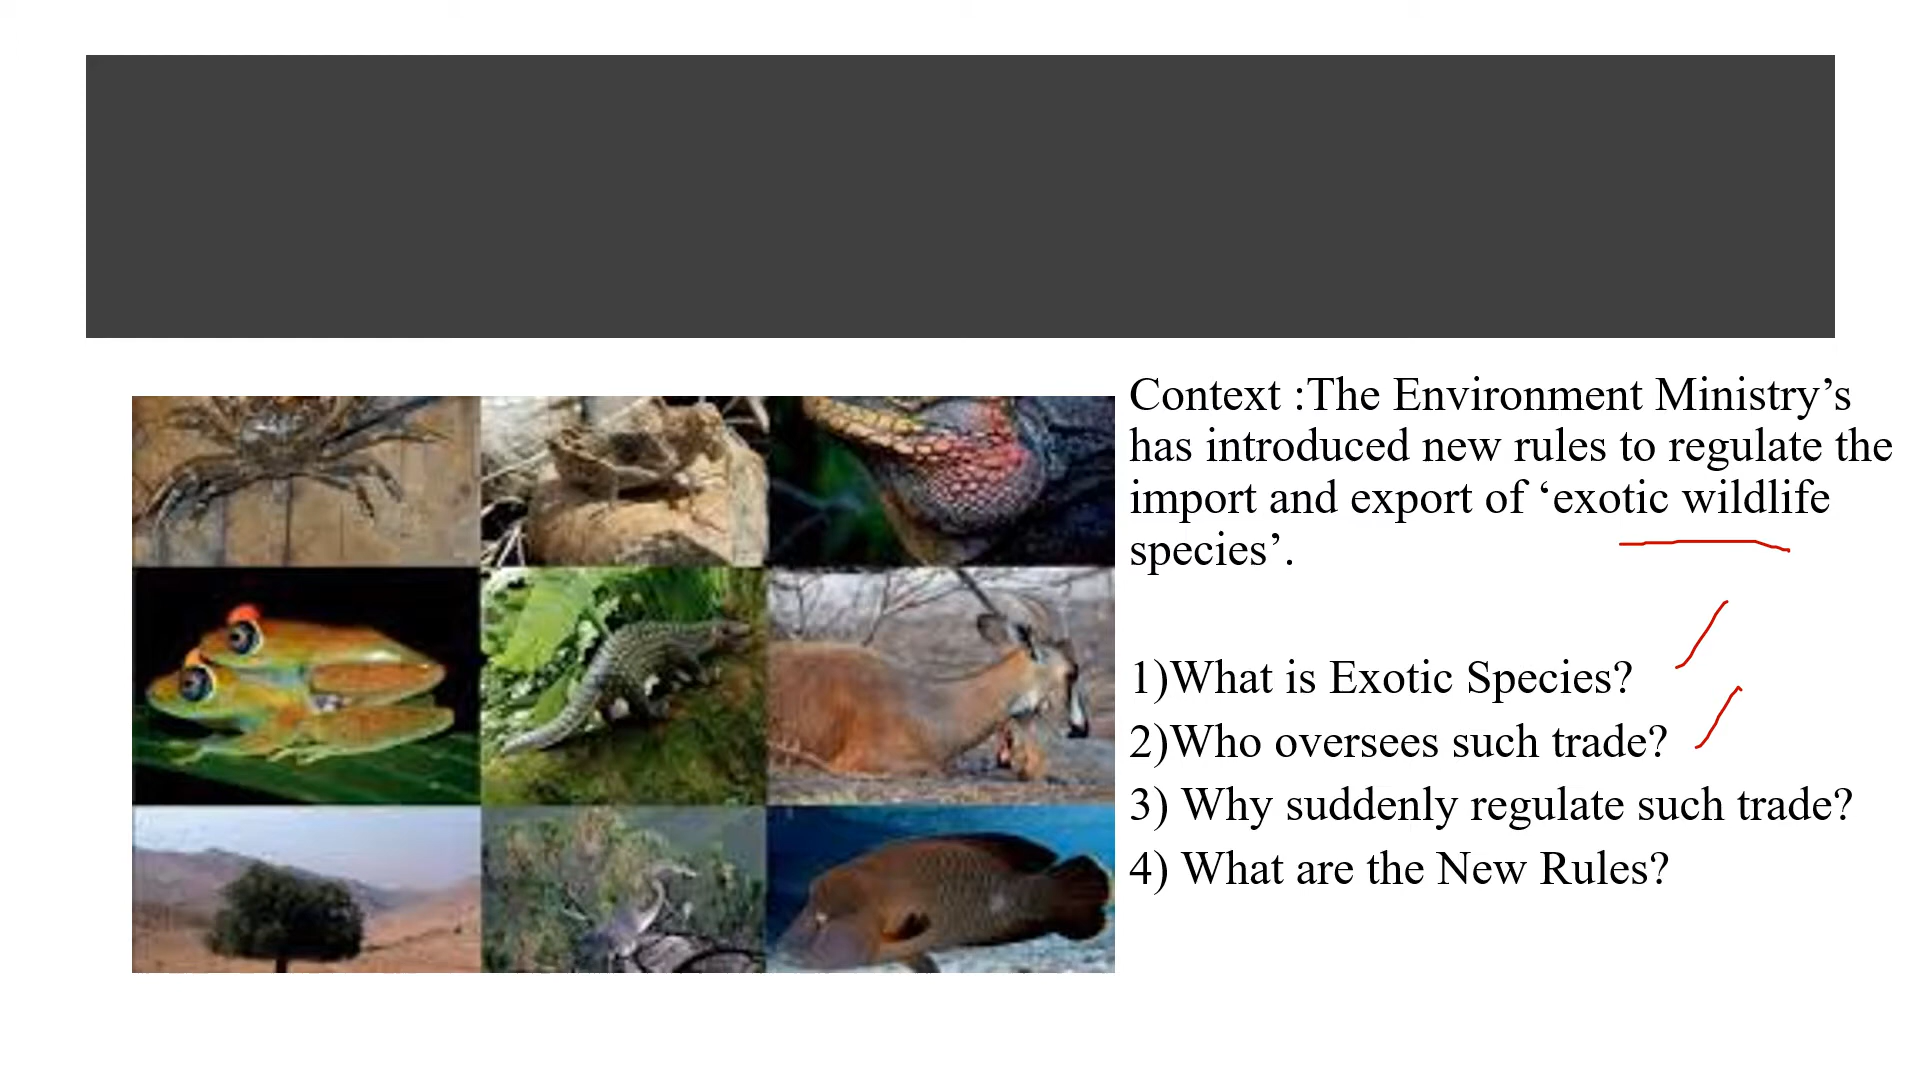 Context :The Environment Ministry’s
has introduced new rules to regulate the
import and export of ‘exotic wildlife
species’.
1)What is Exotic Species?
2)Who oversees such trade?
3) Why suddenly regulate such trade?
4) What are the New Rules?